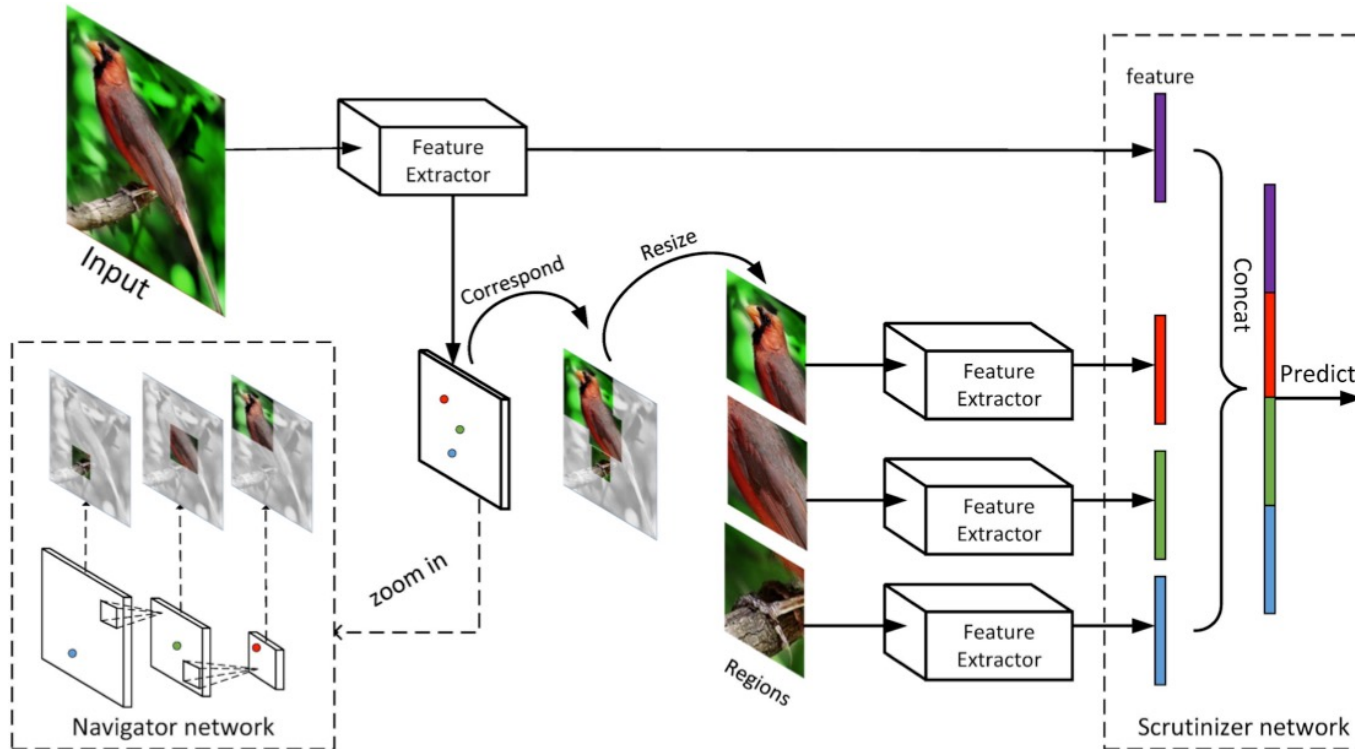 feature
Feature
Extractor
Input
Correspond
Resize
Concat
Feature
Extractor
Predict
Feature
Extractor
zoom in
Feature
Extractor
Regions
Navigator network
Scrutinizer network